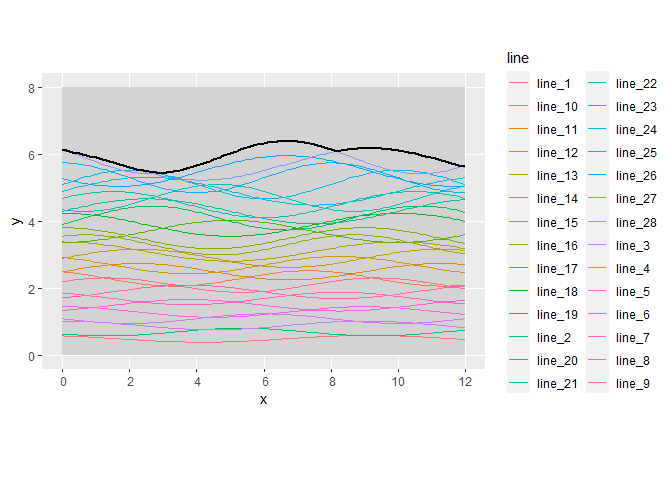 line
8
6
4
2
0
y
0
2
4
6
8
10
12
x
line_1
line_10
line_11
line_12
line_13
line_14
line_15
line_16
line_17
line_18
line_19
line_2
line_20
line_21
line_22
line_23
line_24
line_25
line_26
line_27
line_28
line_3
line_4
line_5
line_6
line_7
line_8
line_9